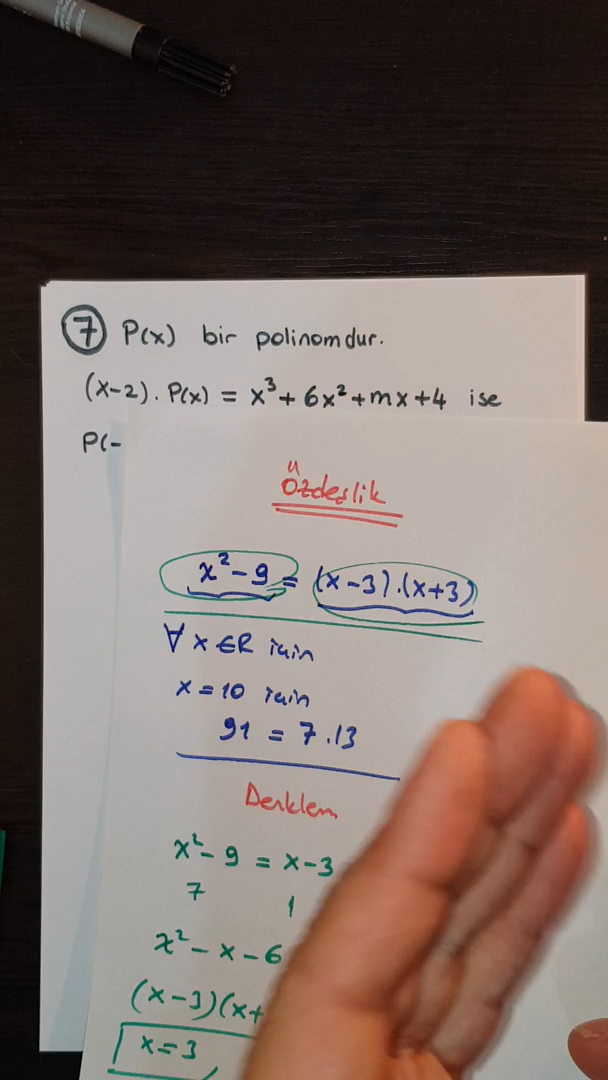 7 P(x) bir polinomdur.
(x-2). P(x) = x³ + 6x² + mx + 4 ise
P(-
Özdeşlik
x² - 9 = (x-3).(x+3)
∀ x ∈ R için
x = 10 için
91 = 7.13
Denklem
x² - 9 = x - 3
7 1
x² - x - 6
(x-3)(x+
x = 3